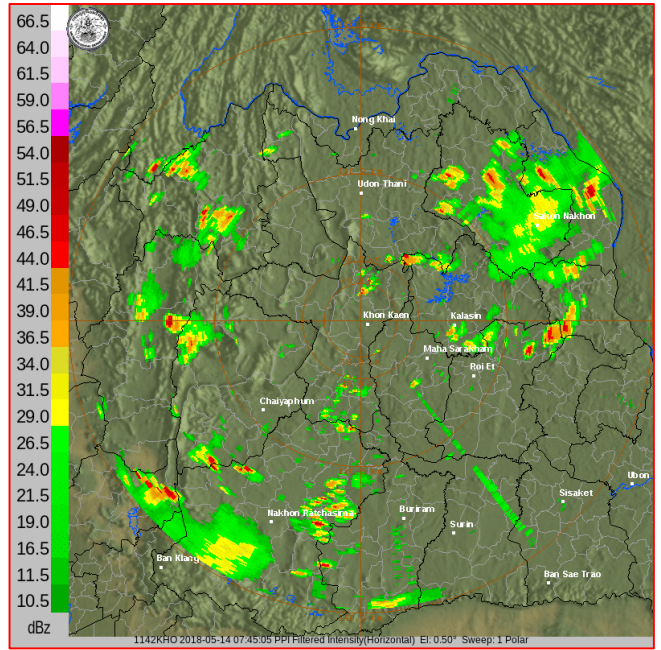 66.5
64.0
61.5
59.0
56.5
54.0
51.5
49.0
46.5
44.0
41.5
39.0
36.5
34.0
31.5
29.0
26.5
24.0
21.5
19.0
16.5
11.5
10.5
dBz
Nong Khai
Udon Thani
Sakon Nakhon
Khon Kaen
Kalasin
Maha Sarakham
Roi Et
Chaiyaphum
Ubon
Sisaket
Nakhon Ratchasima
Buriram
Surin
Ban Klang
Ban Sae Trao
1142KHO 2018-05-14 07:45:05 PPI Filtered Intensity(Horizontal) El: 0.50° Sweep: 1 Polar